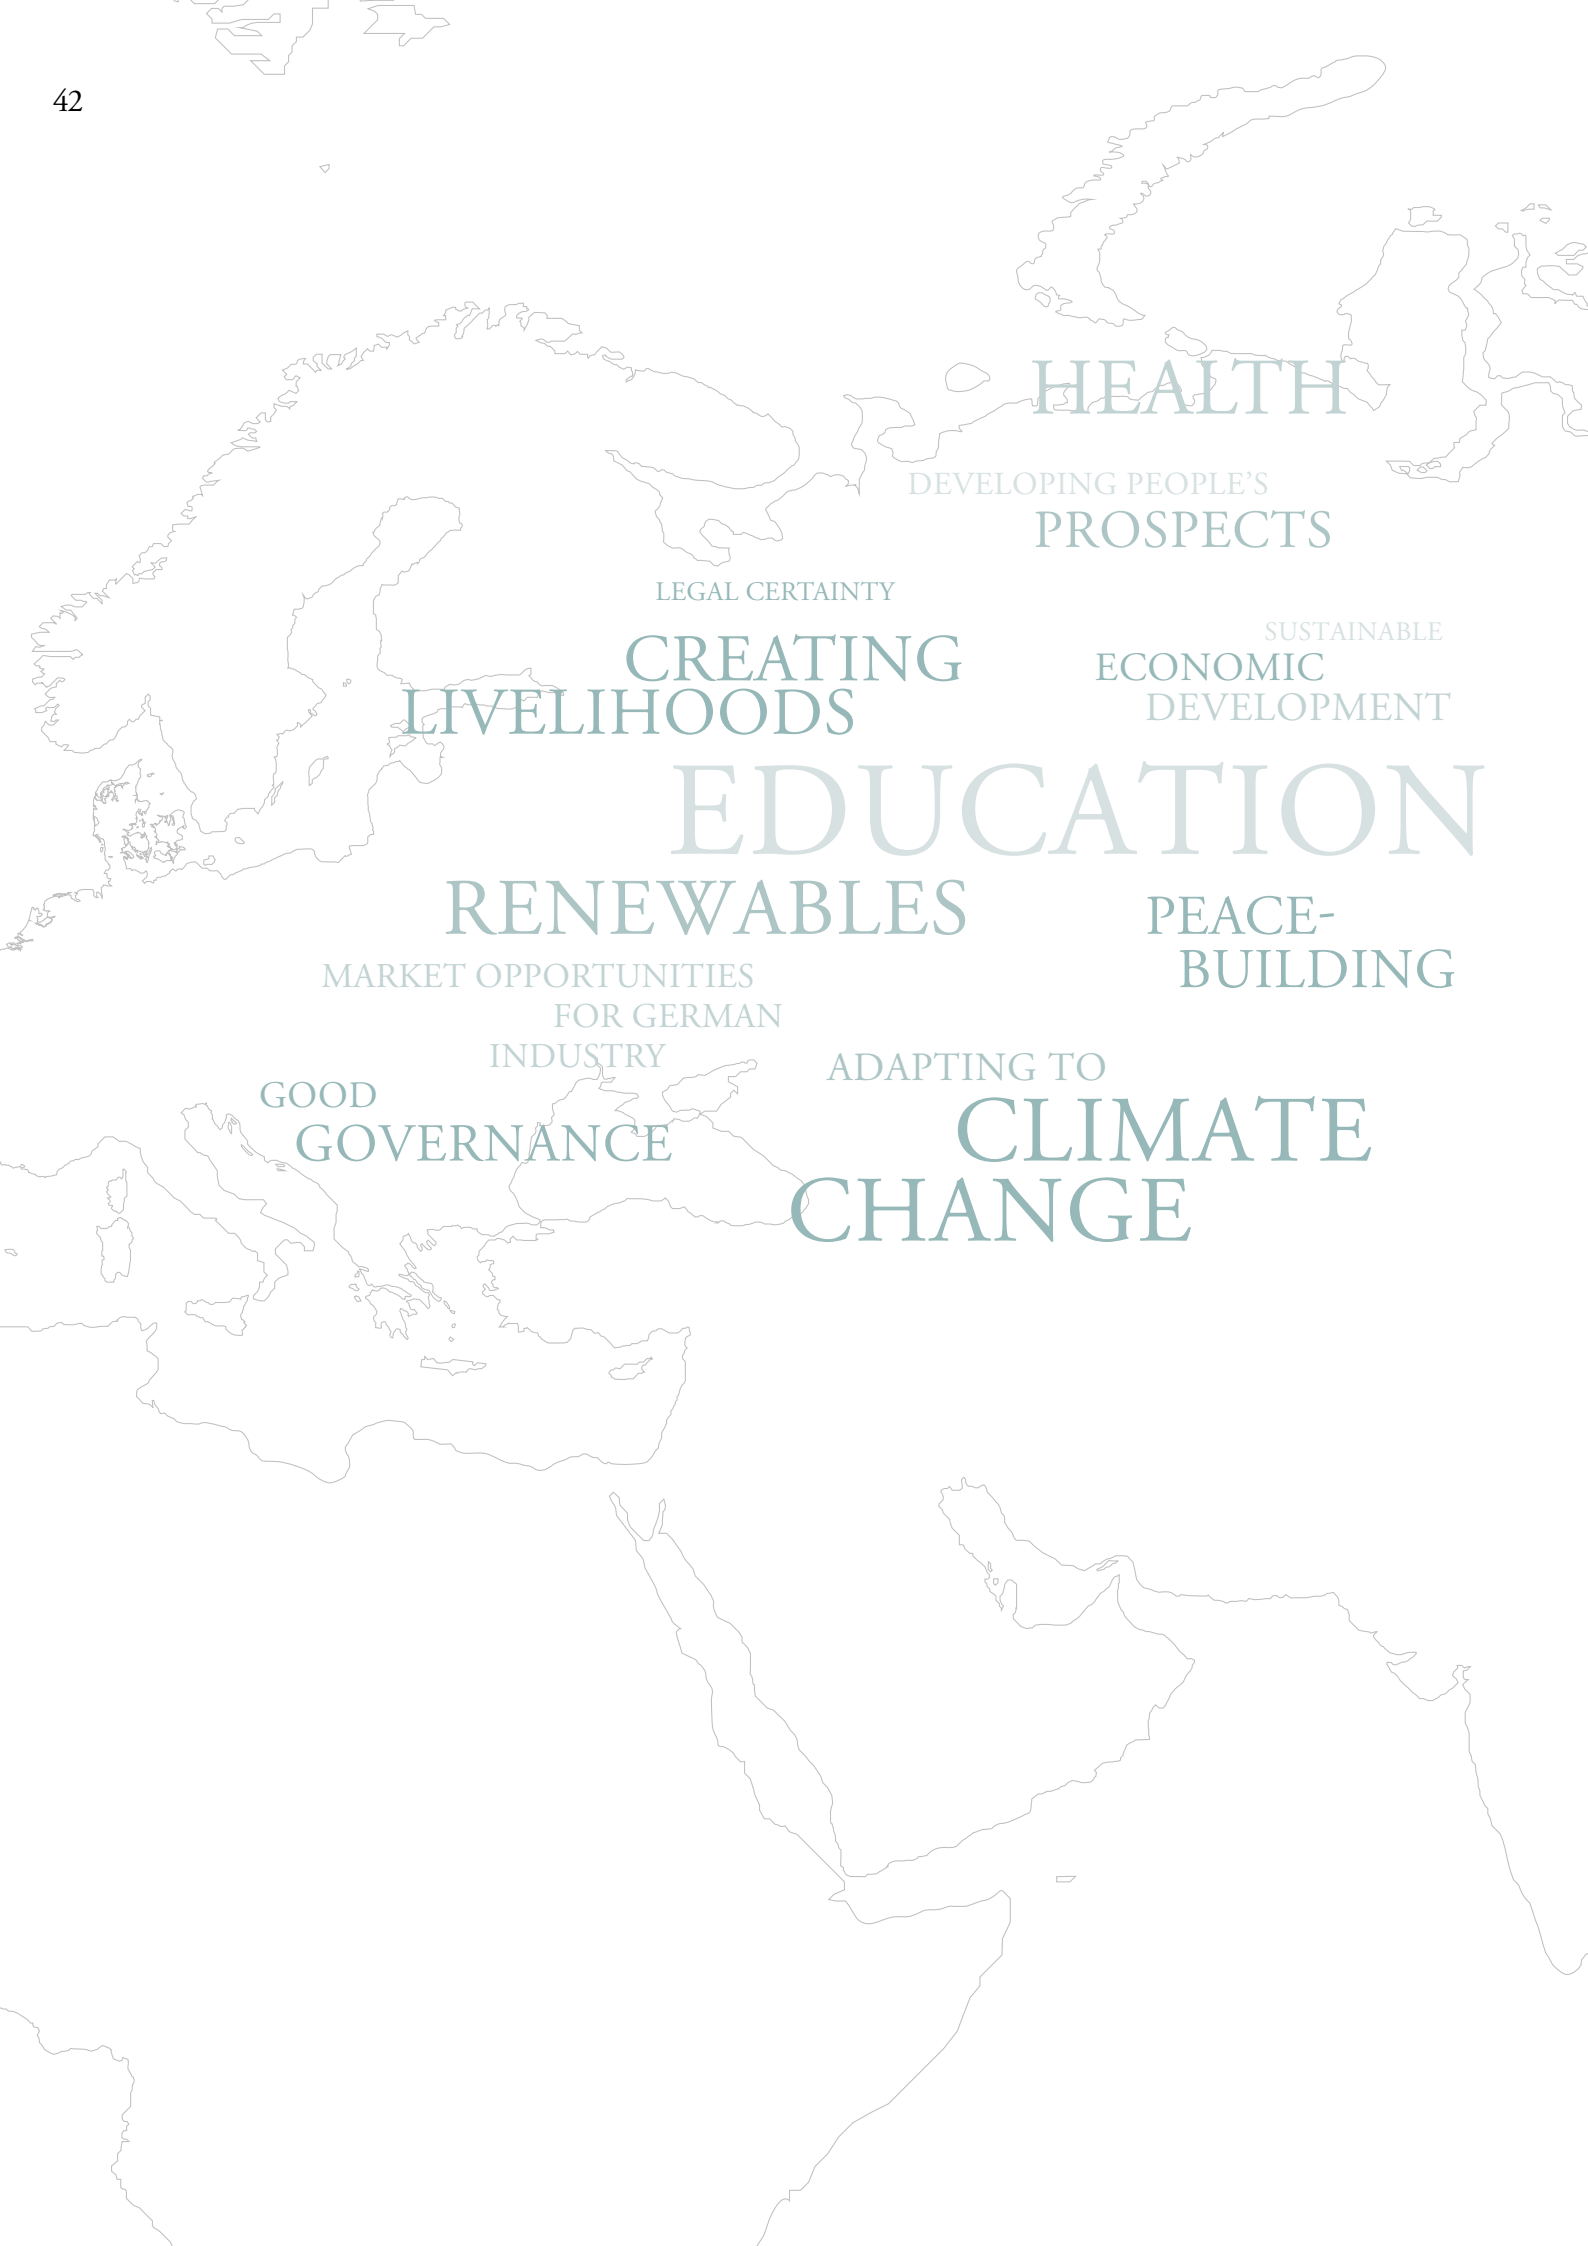 42
HEALTH
DEVELOPING PEOPLE’S
PROSPECTS
LEGAL CERTAINTY
CREATING
LIVELIHOODS
SUSTAINABLE
ECONOMIC
DEVELOPMENT
EDUCATION
RENEWABLES
PEACE-
BUILDING
MARKET OPPORTUNITIES
FOR GERMAN
INDUSTRY
ADAPTING TO
CLIMATE
CHANGE
GOOD
GOVERNANCE